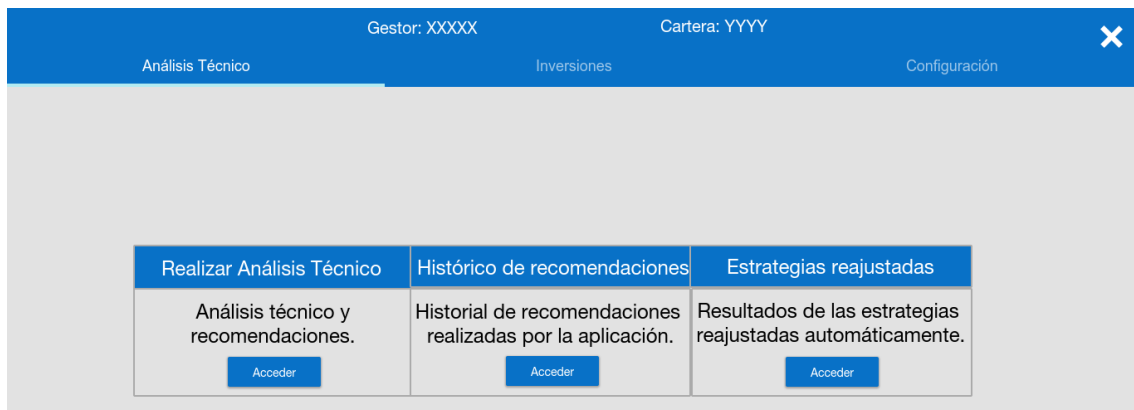 Gestor: XXXXX
Cartera: YYYY
Análisis Técnico
Inversiones
Configuración
Realizar Análisis Técnico
Histórico de recomendaciones
Estrategias reajustadas
Análisis técnico y
recomendaciones.
Acceder
Historial de recomendaciones
realizadas por la aplicación.
Acceder
Resultados de las estrategias
reajustadas automáticamente.
Acceder